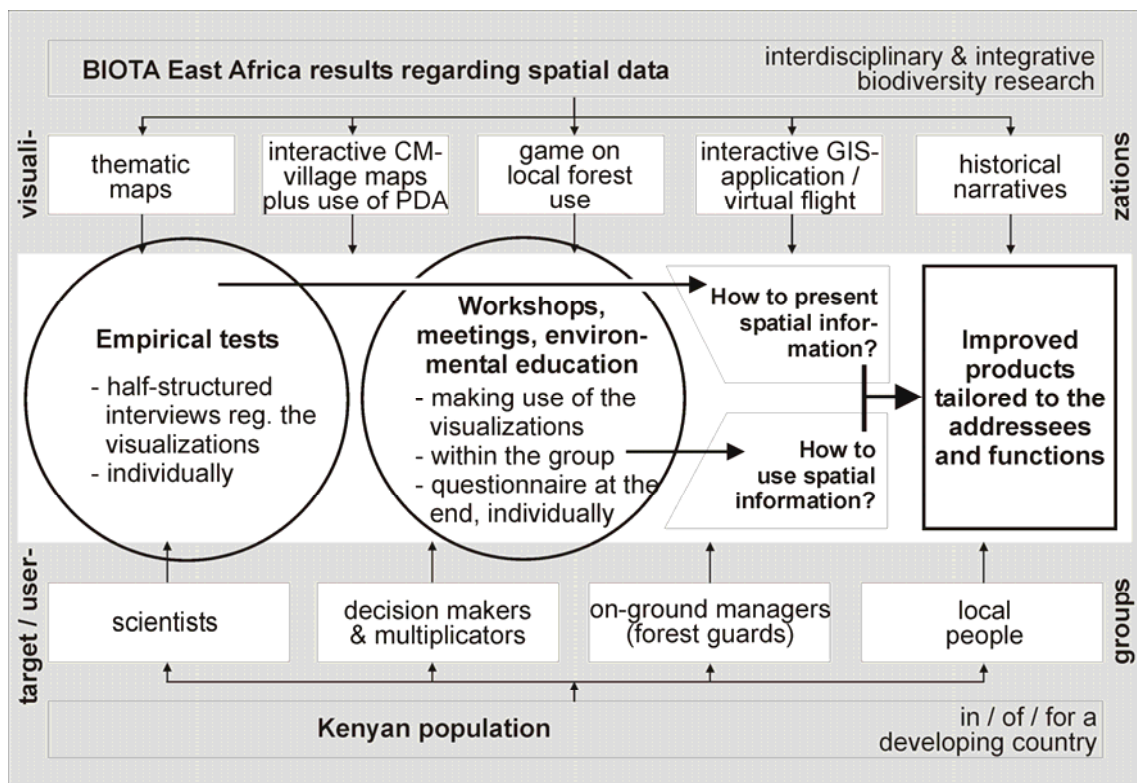 BIOTA East Africa results regarding spatial data
interdisciplinary & integrative
biodiversity research
visuali-
zations
thematic
maps
interactive CM-
village maps
plus use of PDA
game on
local forest
use
interactive GIS-
application /
virtual flight
historical
narratives
Empirical tests
- half-structured
interviews reg. the
visualizations
- individually
Workshops,
meetings, environ-
mental education
- making use of the
visualizations
- within the group
- questionnaire at the
end, individually
How to present
spatial infor-
mation?
How to
use spatial
information?
Improved
products
tailored to the
addressees
and functions
target / user-
groups
scientists
decision makers
& multiplicators
on-ground managers
(forest guards)
local
people
Kenyan population
in / of / for a
developing country